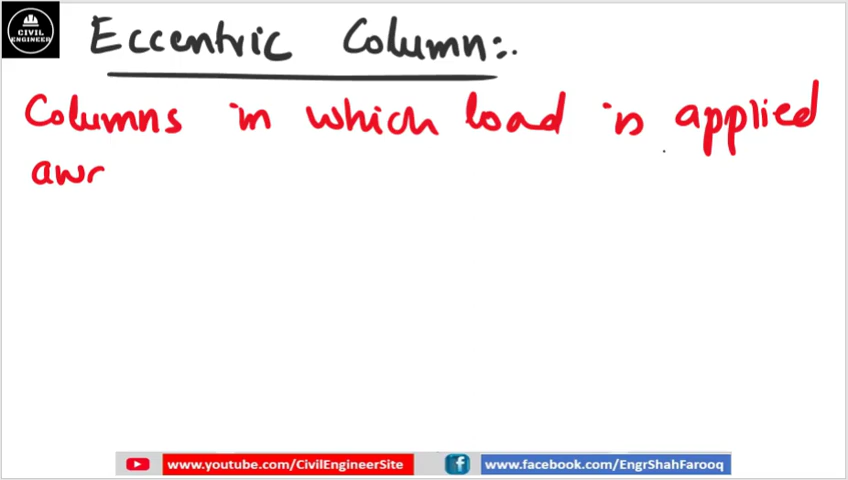 CIVIL
ENGINEER
Eccentric Column:.
Columns in which load is applied
awr
www.youtube.com/CivilEngineerSite
www.facebook.com/EngrShahFarooq